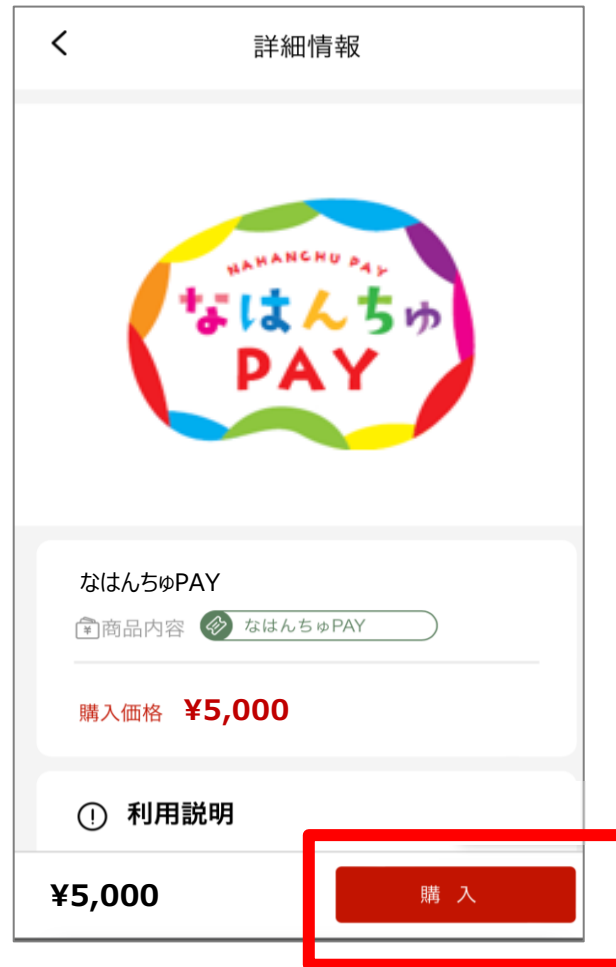 詳細情報
NAHANCHU PAY
なはんちゅ
PAY
なはんちゅPAY
商品内容 なはんちゅPAY
購入価格 ¥5,000
利用説明
¥5,000 購 入